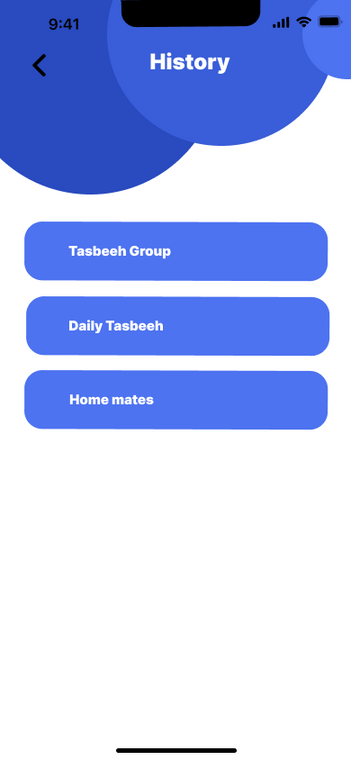 9:41
History
Tasbeeh Group
Daily Tasbeeh
Home mates